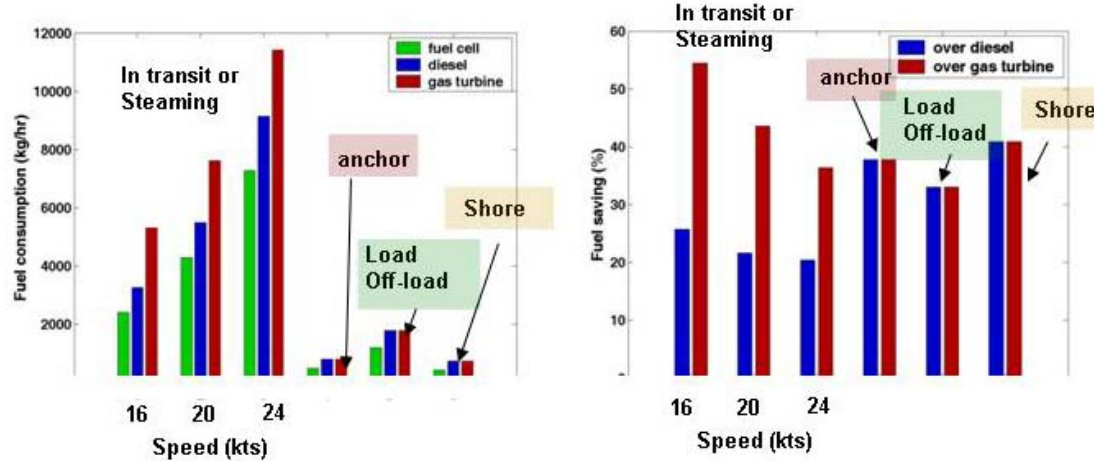 12000
10000
8000
6000
4000
2000
Fuel consumption (kg/hr)
In transit or
Steaming
fuel cell
diesel
gas turbine
anchor
Shore
Load
Off-load
16 20 24
Speed (kts)
In transit or
Steaming
60
50
40
30
20
10
Fuel saving (%)
over diesel
over gas turbine
anchor
Load
Off-load
Shore
16 20 24
Speed (kts)